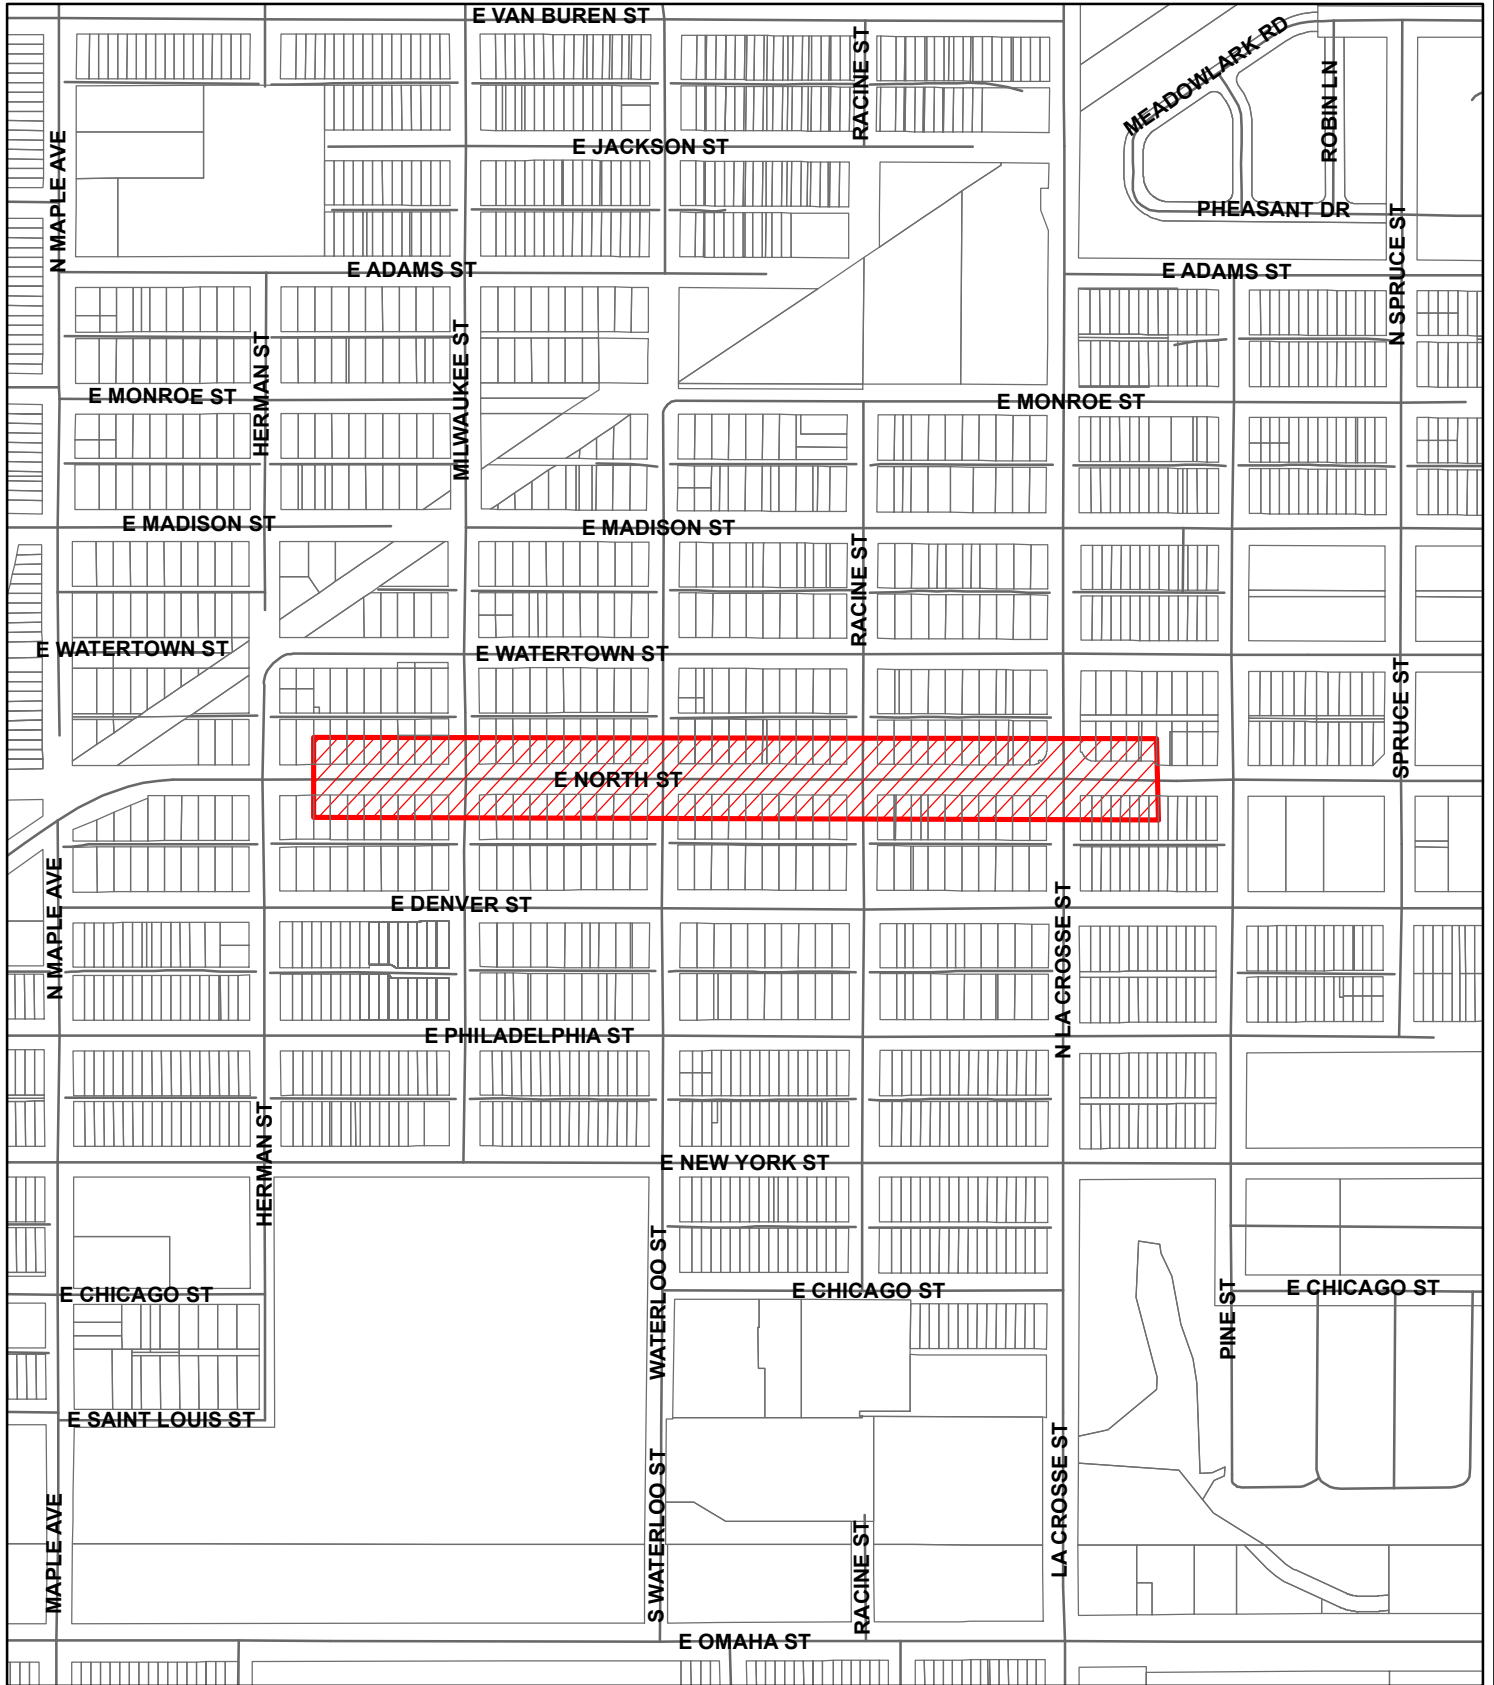 E VAN BUREN ST
MEADOWLARK RD
RACINE ST
ROBIN LN
E JACKSON ST
N MAPLE AVE
PHEASANT DR
E ADAMS ST
E ADAMS ST
N SPRUCE ST
HERMAN ST
MILWAUKEE ST
E MONROE ST
E MONROE ST
E MADISON ST
E MADISON ST
RACINE ST
E WATERTOWN ST
E WATERTOWN ST
SPRUCE ST
E NORTH ST
N MAPLE AVE
E DENVER ST
N LA CROSSE ST
E PHILADELPHIA ST
HERMAN ST
E NEW YORK ST
WATERLOO ST
E CHICAGO ST
E CHICAGO ST
E CHICAGO ST
PINE ST
E SAINT LOUIS ST
LA CROSSE ST
S WATERLOO ST
MAPLE AVE
RACINE ST
E OMAHA ST